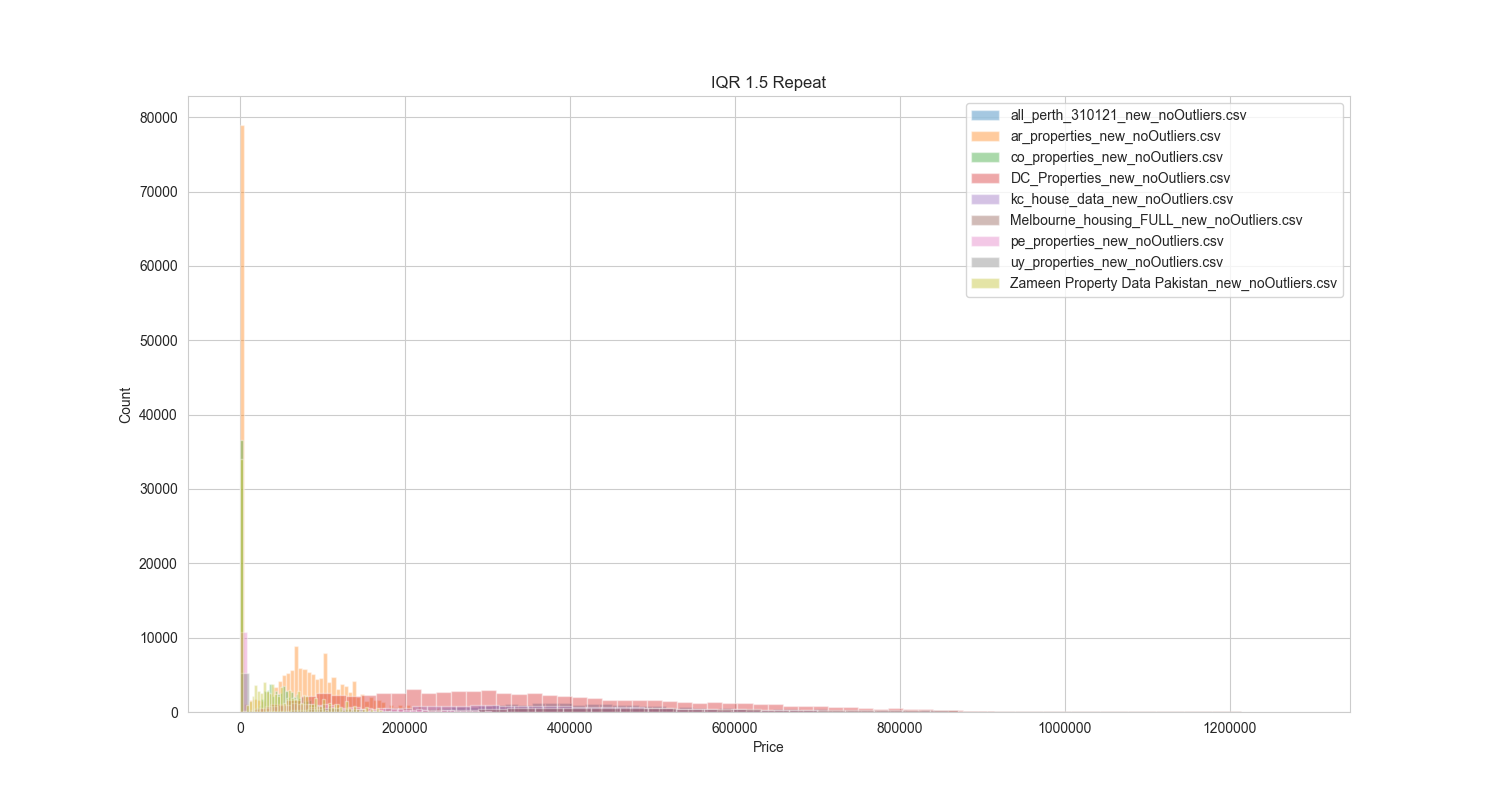 IQR 1.5 Repeat
80000
70000
60000
50000
40000
30000
20000
10000
0
Count
all_perth_310121_new_noOutliers.csv
ar_properties_new_noOutliers.csv
co_properties_new_noOutliers.csv
DC_Properties_new_noOutliers.csv
kc_house_data_new_noOutliers.csv
Melbourne_housing_FULL_new_noOutliers.csv
pe_properties_new_noOutliers.csv
uy_properties_new_noOutliers.csv
Zameen Property Data Pakistan_new_noOutliers.csv
0 200000 400000 600000 800000 1000000 1200000
Price